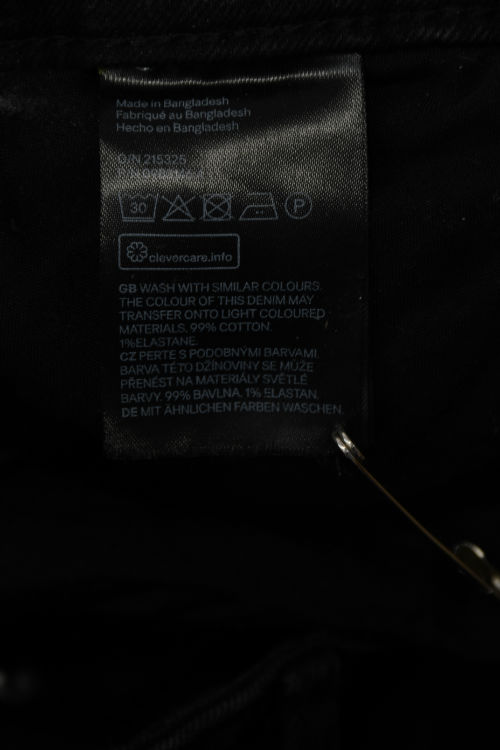 Made in Bangladesh
Fabriqué au Bangladesh
Hecho en Bangladesh
O/N 215325
P/N
30
P
clevercare.info
GB WASH WITH SIMILAR COLOURS.
THE COLOUR OF THIS DENIM MAY
TRANSFER ONTO LIGHT COLOURED
MATERIALS. 99% COTTON.
1%ELASTANE.
CZ PERTE S PODOBNÝMI BARVAMI.
BARVA TÉTO DŽÍNOVINY SE MŮŽE
PŘENÉST NA MATERIÁLY SVĚTLÉ
BARVY. 99% BAVLNA. 1% ELASTAN.
DE MIT ÄHNLICHEN FARBEN WASCHEN.